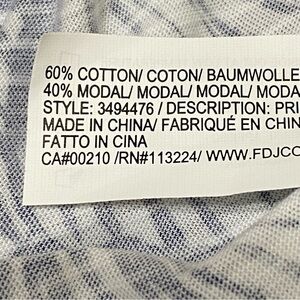 60% COTTON/ COTON/ BAUMWOLLE
40% MODAL/ MODAL/ MODAL/ MODA
STYLE: 3494476 / DESCRIPTION: PRI
MADE IN CHINA/ FABRIQUÉ EN CHIN
FATTO IN CINA
CA#00210 /RN#113224/ WWW.FDJCO